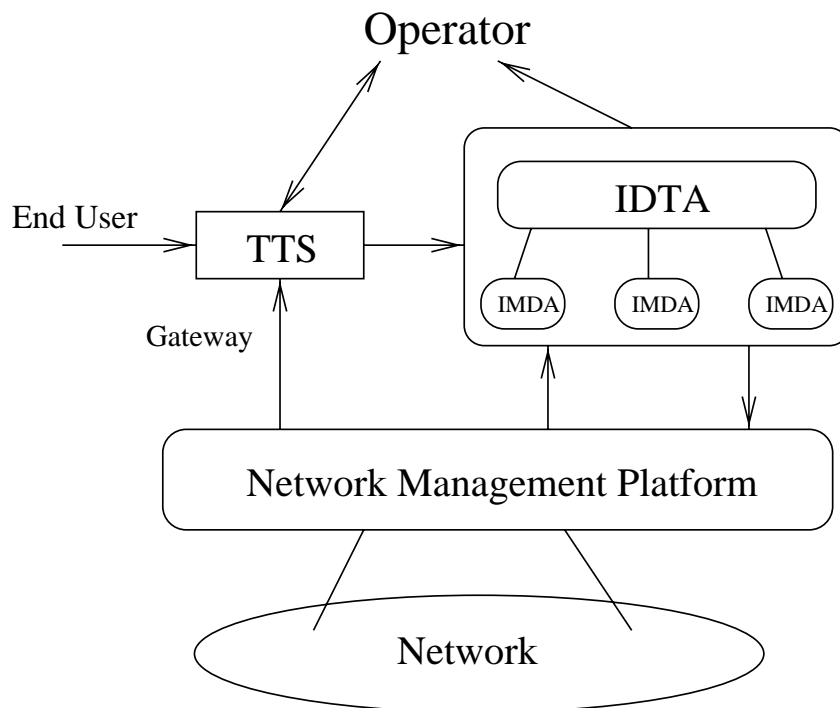 Operator
IDTA
End User
TTS
IMDA
IMDA
IMDA
Gateway
Network Management Platform
Network